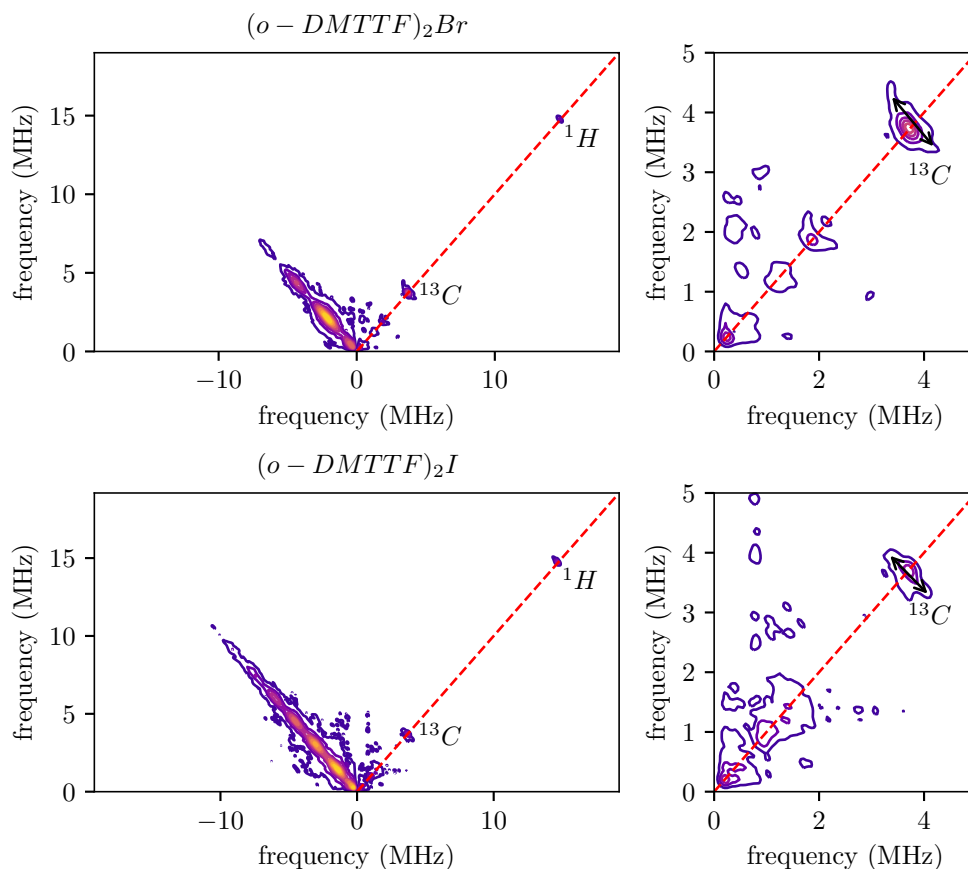 (o − DMTTF)₂Br
frequency (MHz)
15
10
5
0
−10
0
10
frequency (MHz)
¹H
¹³C
frequency (MHz)
5
4
3
2
1
0
0
2
4
frequency (MHz)
¹³C
(o − DMTTF)₂I
frequency (MHz)
15
10
5
0
−10
0
10
frequency (MHz)
¹H
¹³C
frequency (MHz)
5
4
3
2
1
0
0
2
4
frequency (MHz)
¹³C